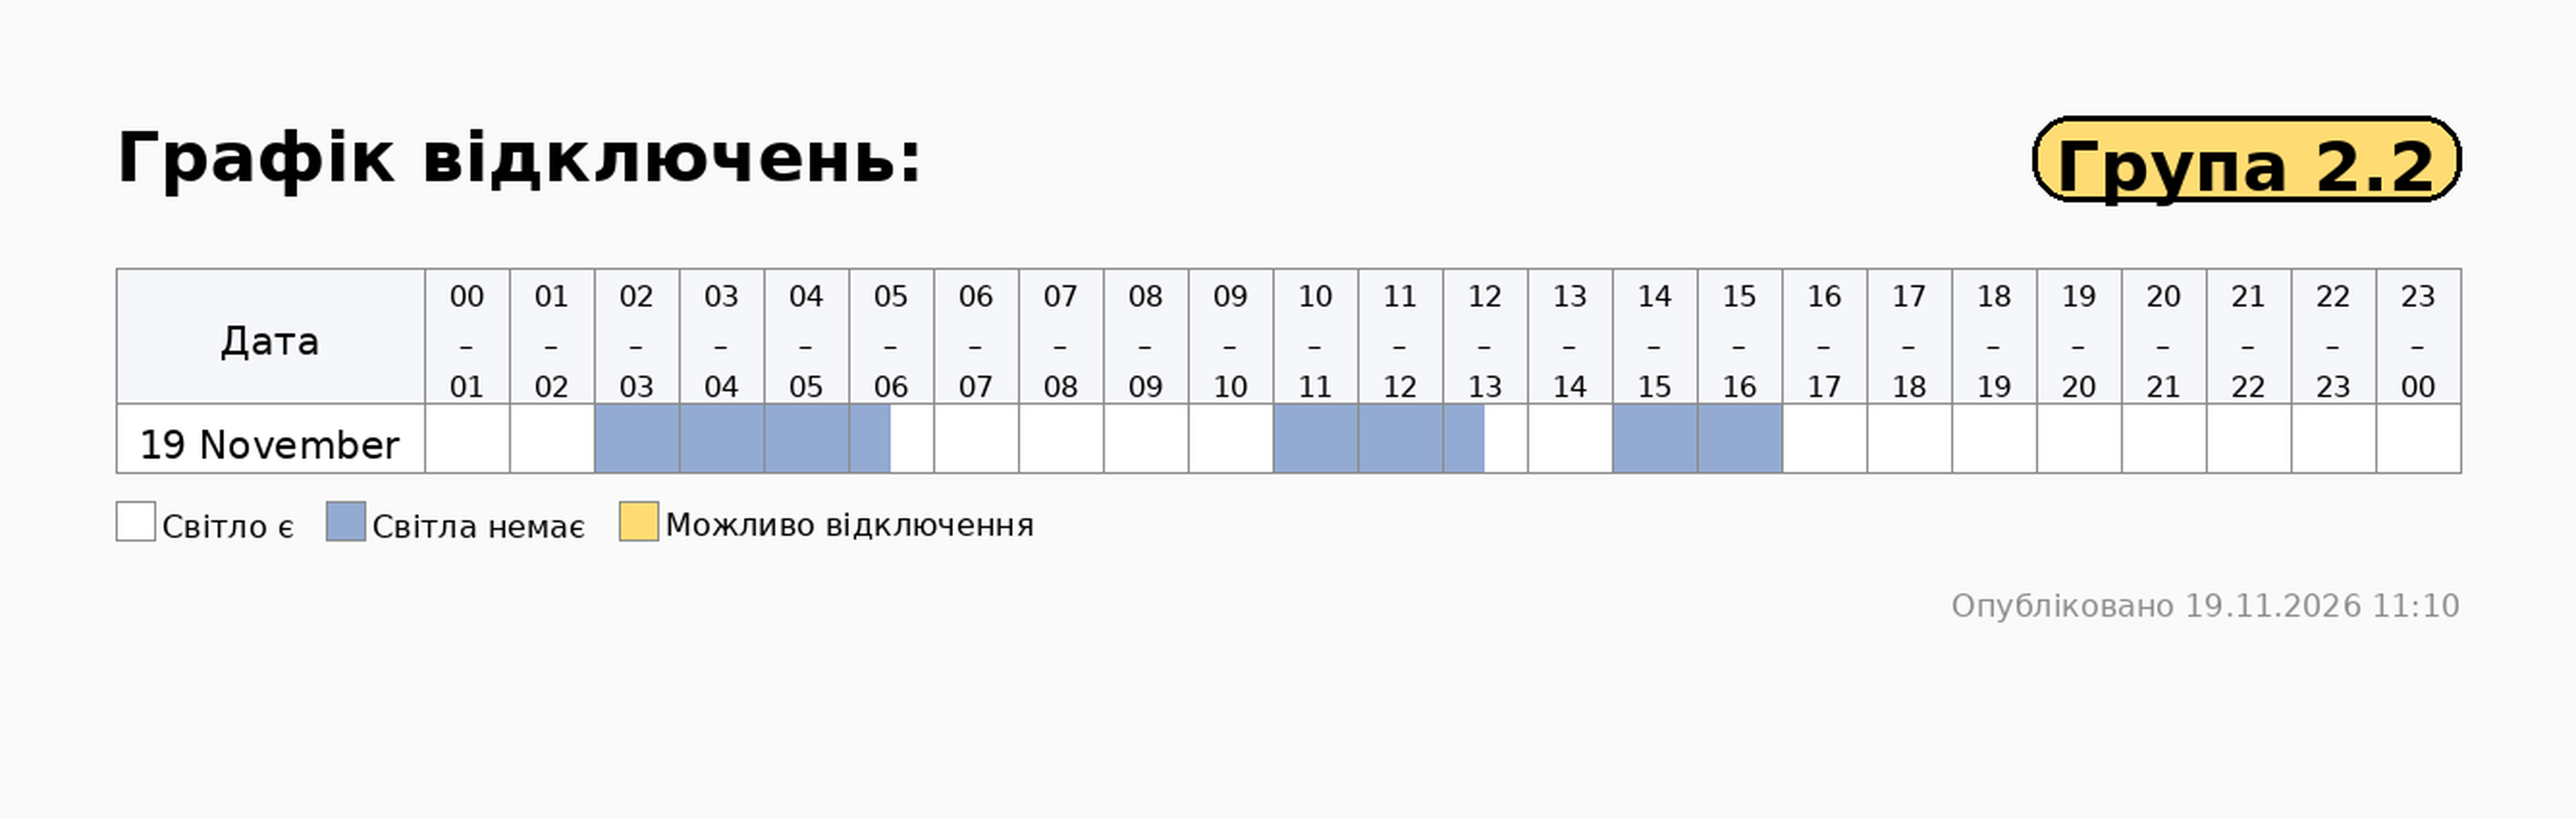 Графік відключень:
Група 2.2
Дата
00 – 01
01 – 02
02 – 03
03 – 04
04 – 05
05 – 06
06 – 07
07 – 08
08 – 09
09 – 10
10 – 11
11 – 12
12 – 13
13 – 14
14 – 15
15 – 16
16 – 17
17 – 18
18 – 19
19 – 20
20 – 21
21 – 22
22 – 23
23 – 00
19 November
Світло є
Світла немає
Можливо відключення
Опубліковано 19.11.2026 11:10